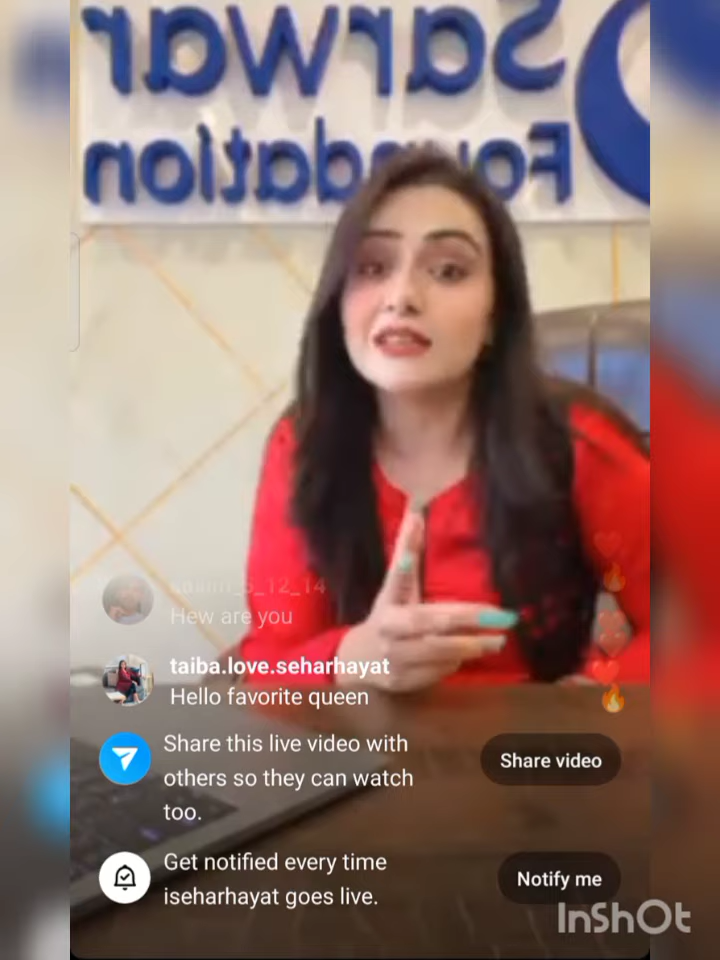 Sarwar
Foundation
Hew are you
taiba.love.seharhayat
Hello favorite queen
Share this live video with
others so they can watch
too.
Share video
Get notified every time
iseharhayat goes live.
Notify me
InShOt